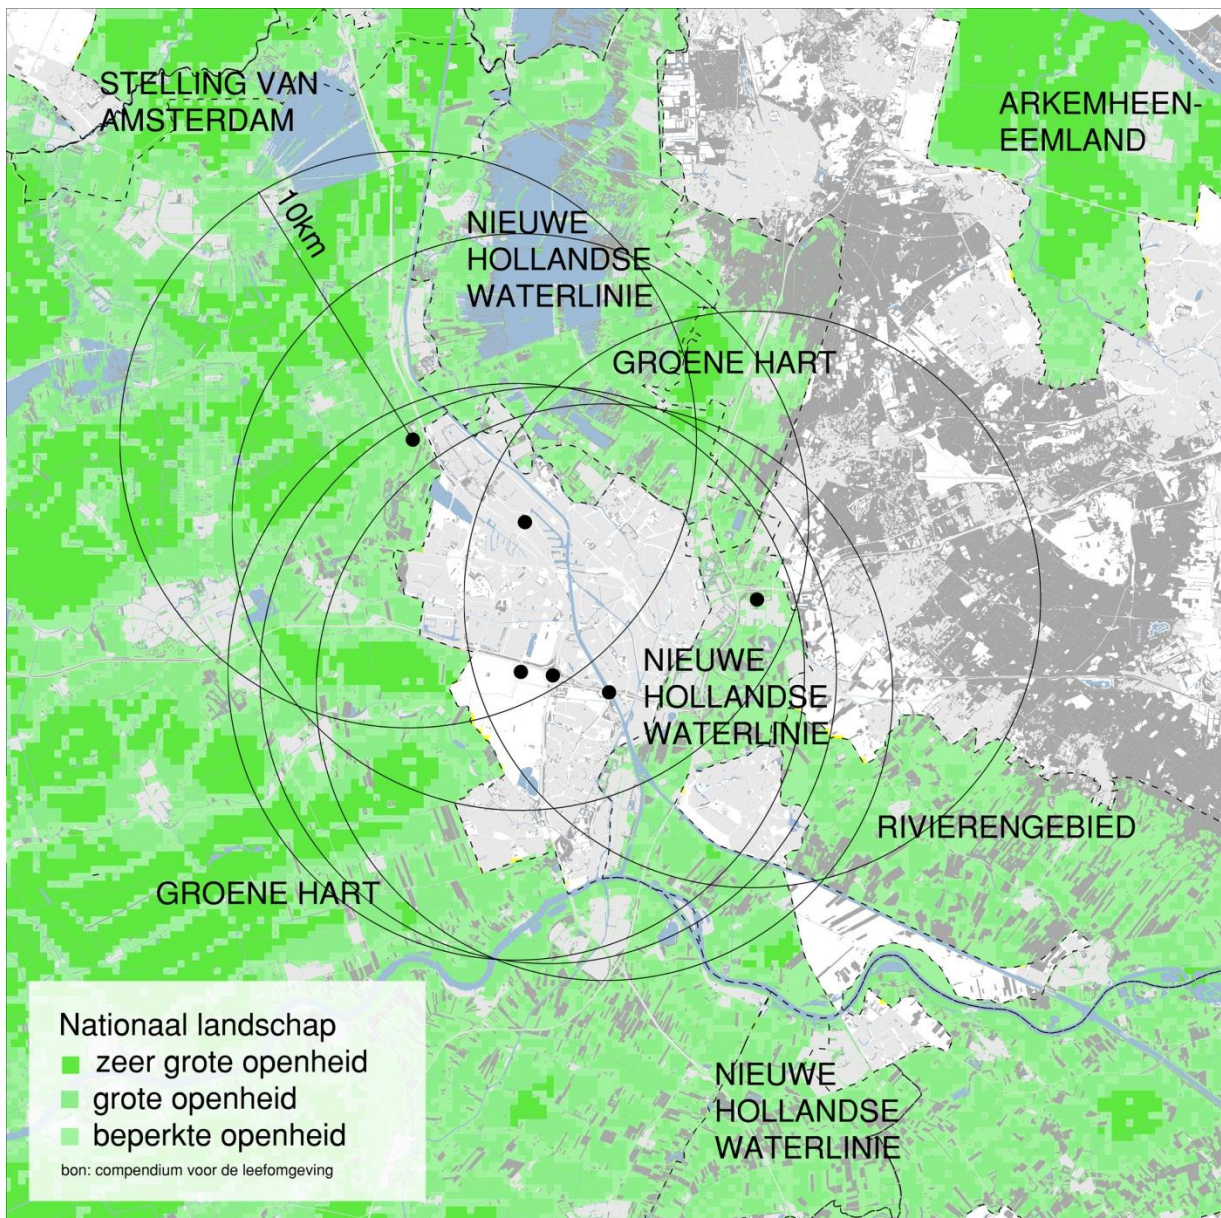 STELLING VAN
AMSTERDAM
ARKEMHEEN-
EEMLAND
10km
NIEUWE
HOLLANDSE
WATERLINIE
GROENE HART
NIEUWE
HOLLANDSE
WATERLINIE
RIVIERENGEBIED
GROENE HART
Nationaal landschap
zeer grote openheid
grote openheid
beperkte openheid
bon: compendium voor de leefomgeving
NIEUWE
HOLLANDSE
WATERLINIE